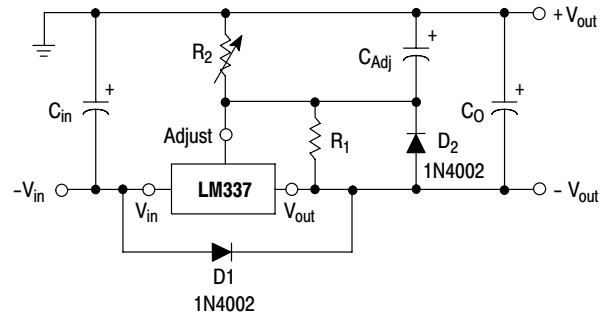 + Vout
R2
CAdj
+
+
+
Cin
CO
Adjust
R1
D2
1N4002
–Vin
Vin
LM337
Vout
– Vout
D1
1N4002